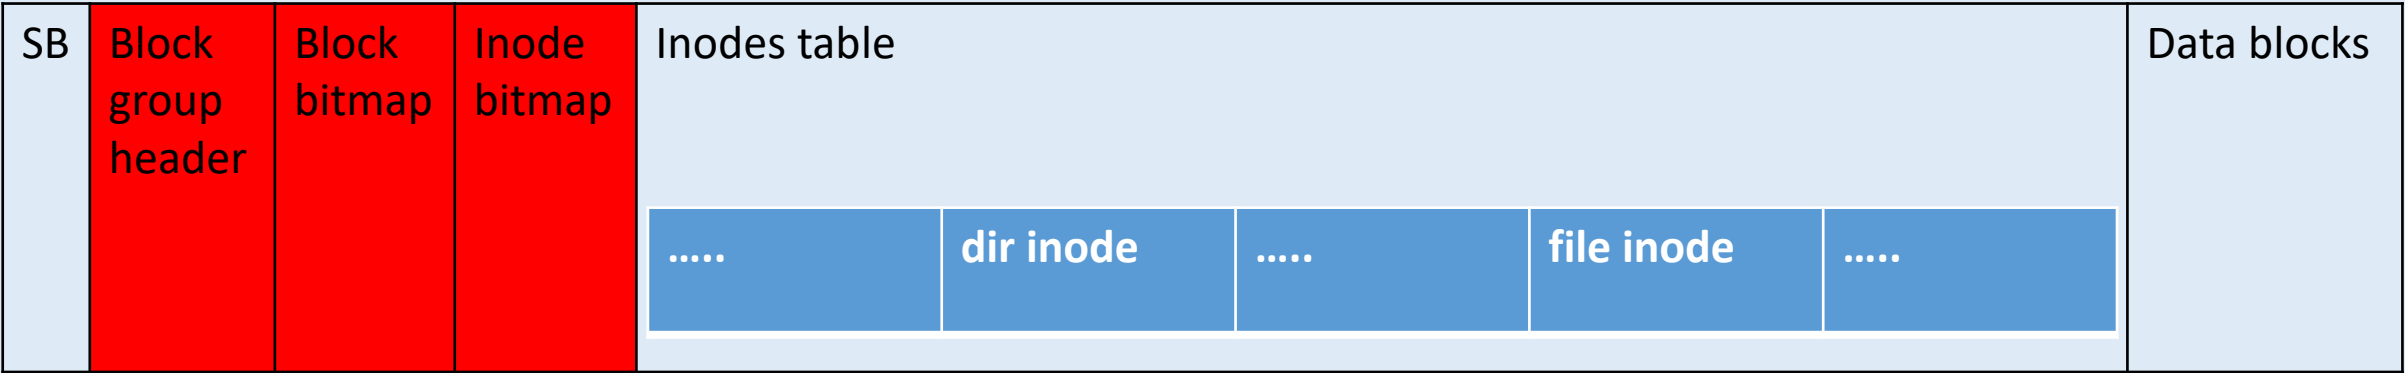 SB
Block
group
header
Block
bitmap
Inode
bitmap
Inodes table
Data blocks
.....
dir inode
.....
file inode
.....